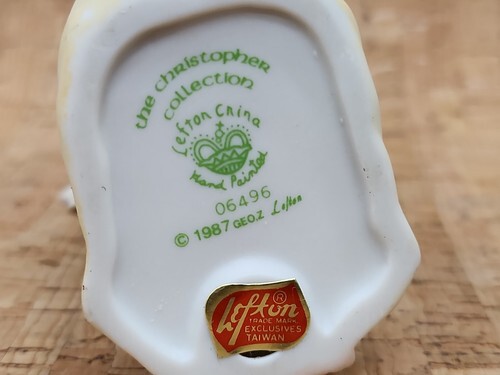 the christopher
collection
Lefton China
Hand Painted
06496
© 1987 GEO.Z Lefton
Lefton ®
TRADE MARK
EXCLUSIVES
TAIWAN